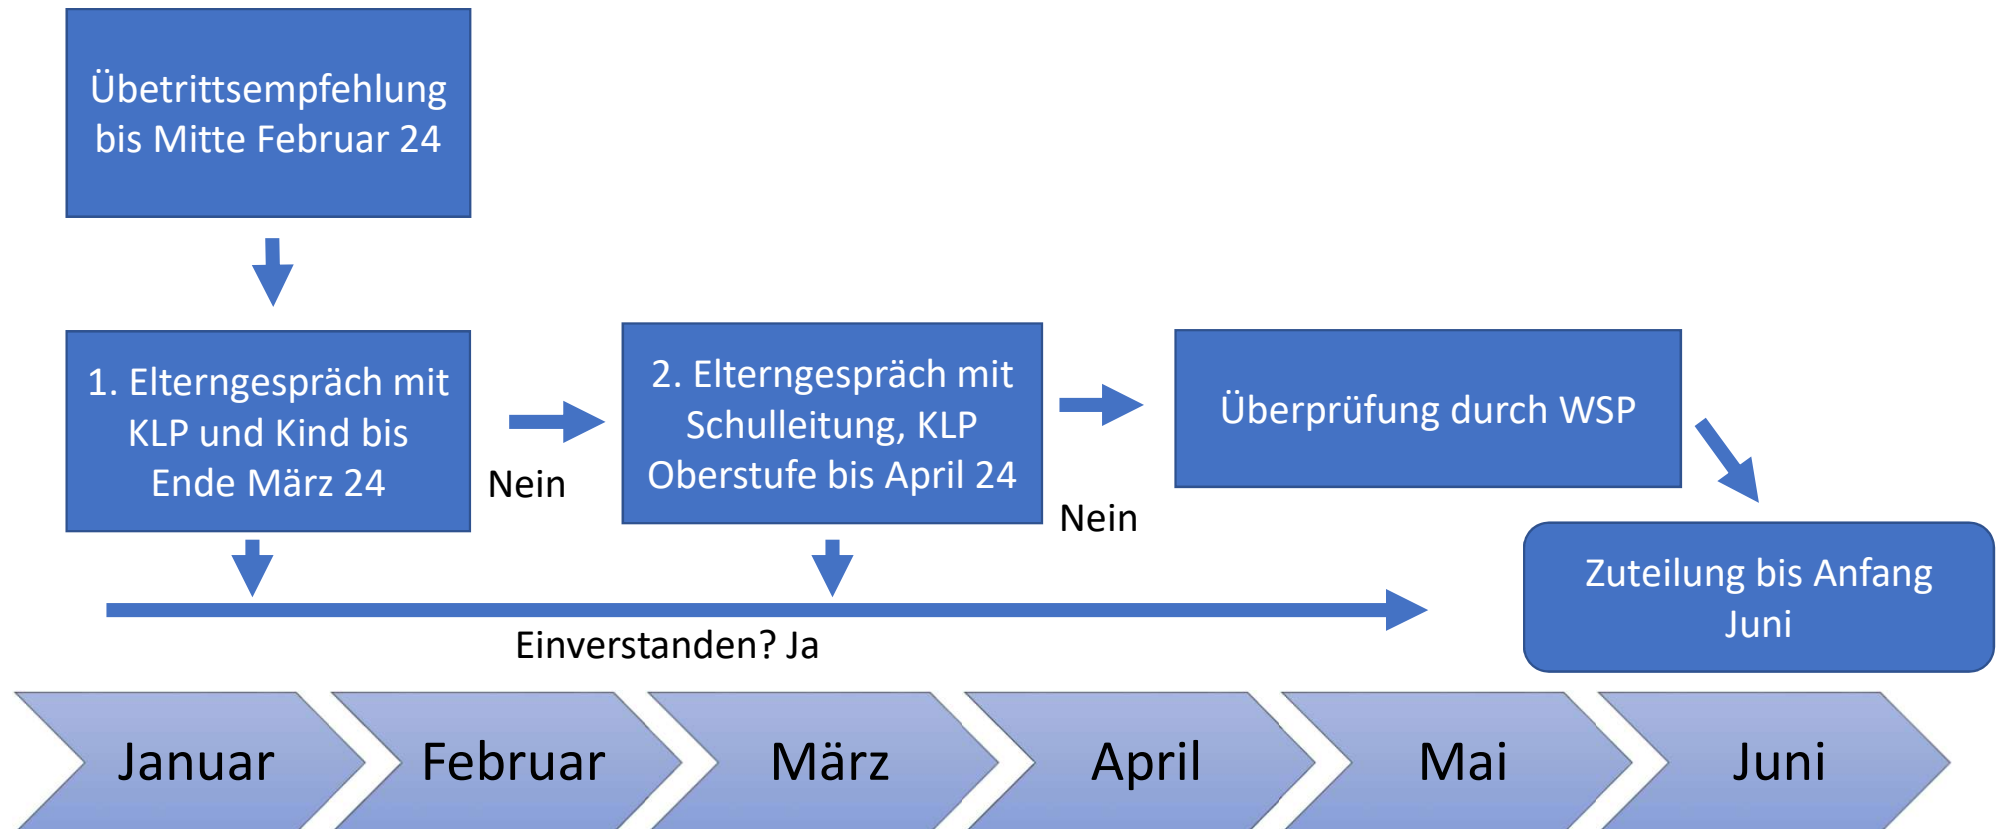 Übetrittsempfehlung
bis Mitte Februar 24
1. Elterngespräch mit
KLP und Kind bis
Ende März 24
Nein
2. Elterngespräch mit
Schulleitung, KLP
Oberstufe bis April 24
Nein
Überprüfung durch WSP
Zuteilung bis Anfang
Juni
Einverstanden? Ja
Januar
Februar
März
April
Mai
Juni